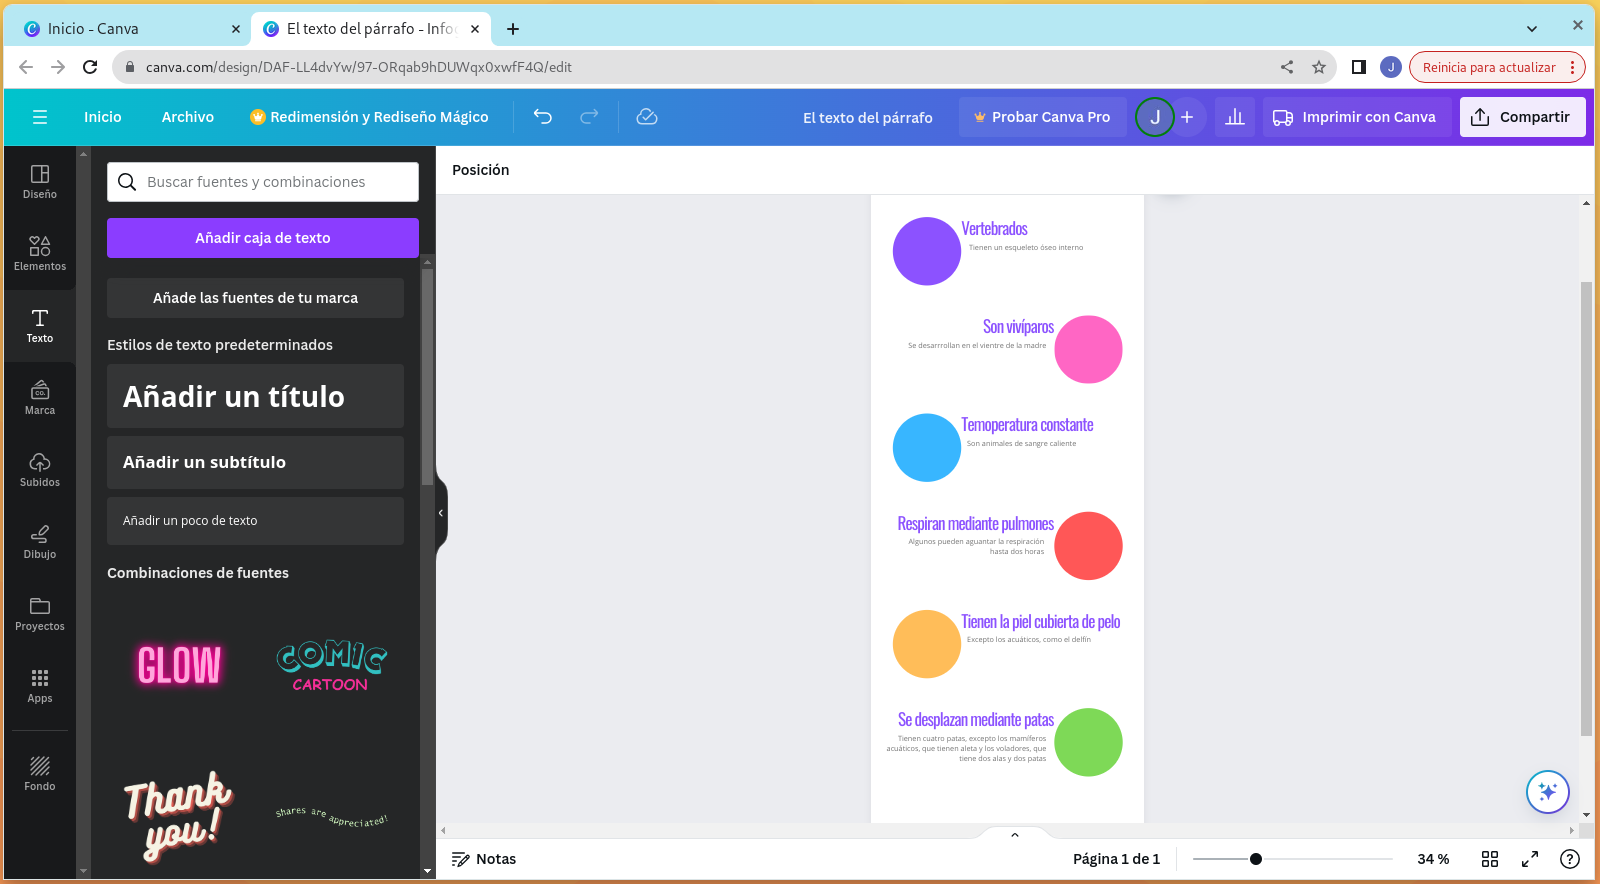 Inicio - Canva
El texto del párrafo - Info
canva.com/design/DAF-LL4dvYw/97-ORqab9hDUWqx0xwfF4Q/edit
J
Reinicia para actualizar
Inicio
Archivo
Redimensión y Rediseño Mágico
El texto del párrafo
Probar Canva Pro
J
Imprimir con Canva
Compartir
Diseño
Elementos
Texto
CO.
Marca
Subidos
Dibujo
Proyectos
Apps
Fondo
Buscar fuentes y combinaciones
Añadir caja de texto
Añade las fuentes de tu marca
Estilos de texto predeterminados
Añadir un título
Añadir un subtítulo
Añadir un poco de texto
Combinaciones de fuentes
GLOW
COMIC
CARTOON
Thank
you!
Shares are appreciated!
Posición
Vertebrados
Tienen un esqueleto óseo interno
Son vivíparos
Se desarrrollan en el vientre de la madre
Temoperatura constante
Son animales de sangre caliente
Respiran mediante pulmones
Algunos pueden aguantar la respiración
hasta dos horas
Tienen la piel cubierta de pelo
Excepto los acuáticos, como el delfín
Se desplazan mediante patas
Tienen cuatro patas, excepto los mamíferos
acuáticos, que tienen aleta y los voladores, que
tiene dos alas y dos patas
Notas
Página 1 de 1
34 %